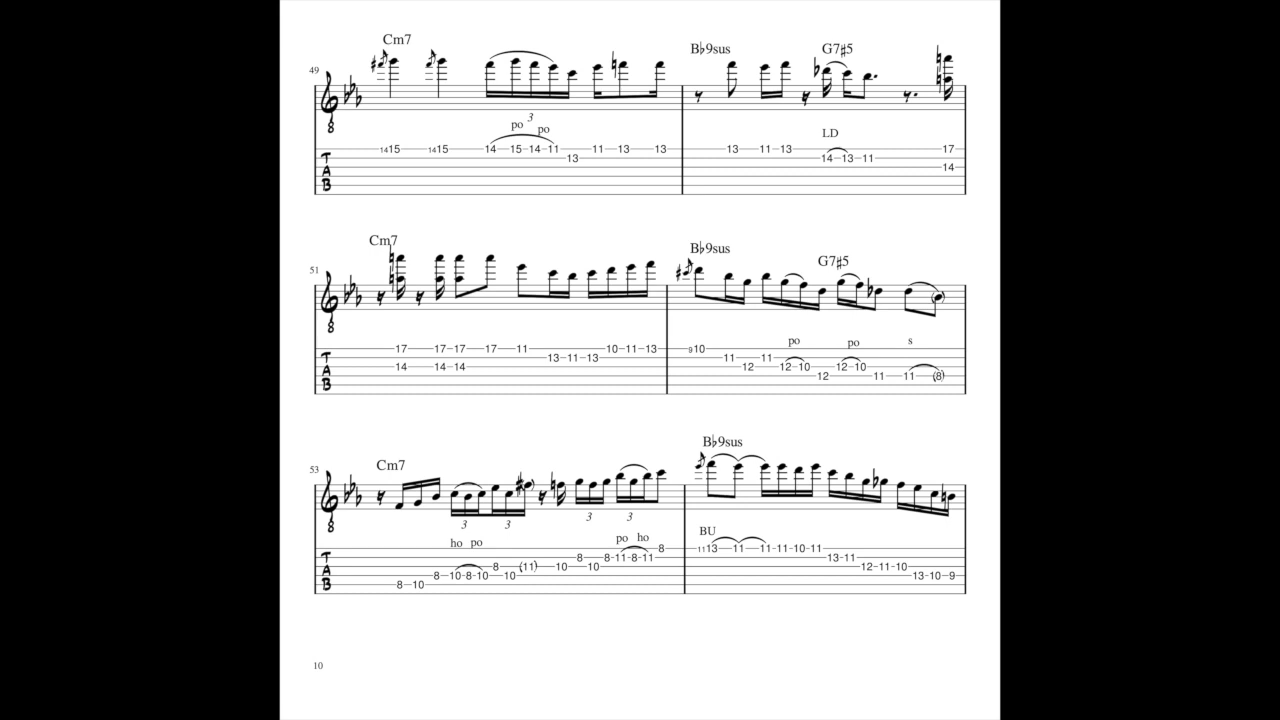 Cm7 B♭9sus G7♯5
49
8
3
po po LD
14 15 14 15 14 15 14 11 11 13 13 13 11 13 17
13 14 13 11
14
T
A
B
Cm7 B♭9sus G7♯5
51
8
po po s
17 17 17 17 11 10 11 13 9 10
13 11 13 11 11
14 14 14 12 12 10 12 10
12 11 11 (8)
T
A
B
Cm7 B♭9sus
53
8
3 3 3 3
ho po po ho BU
8 11 13 11 11 11 10 11
8 8 11 8 11 13 11
8 (11) 10 10 12 11 10
8 10 8 10 10 13 10 9
8 10
T
A
B
10